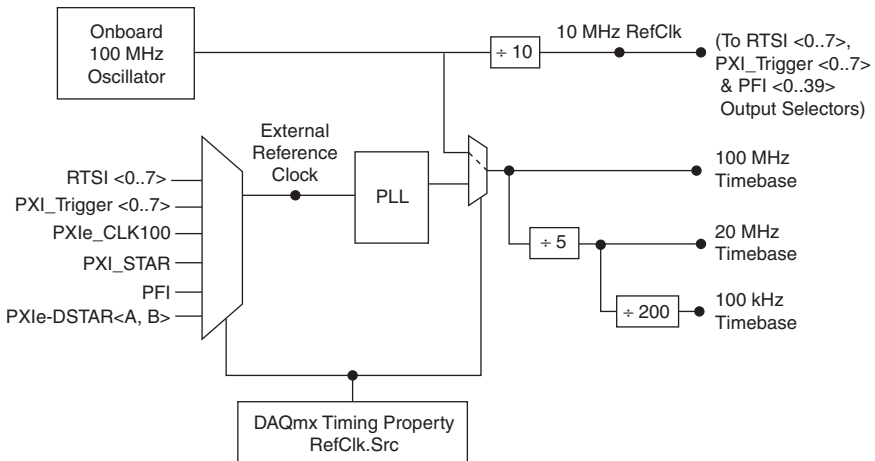 Onboard
100 MHz
Oscillator
÷ 10
10 MHz RefClk
(To RTSI <0..7>,
PXI_Trigger <0..7>
& PFI <0..39>
Output Selectors)
External
Reference
Clock
RTSI <0..7>
PXI_Trigger <0..7>
PXIe_CLK100
PXI_STAR
PFI
PXIe-DSTAR<A, B>
PLL
100 MHz
Timebase
÷ 5
20 MHz
Timebase
÷ 200
100 kHz
Timebase
DAQmx Timing Property
RefClk.Src